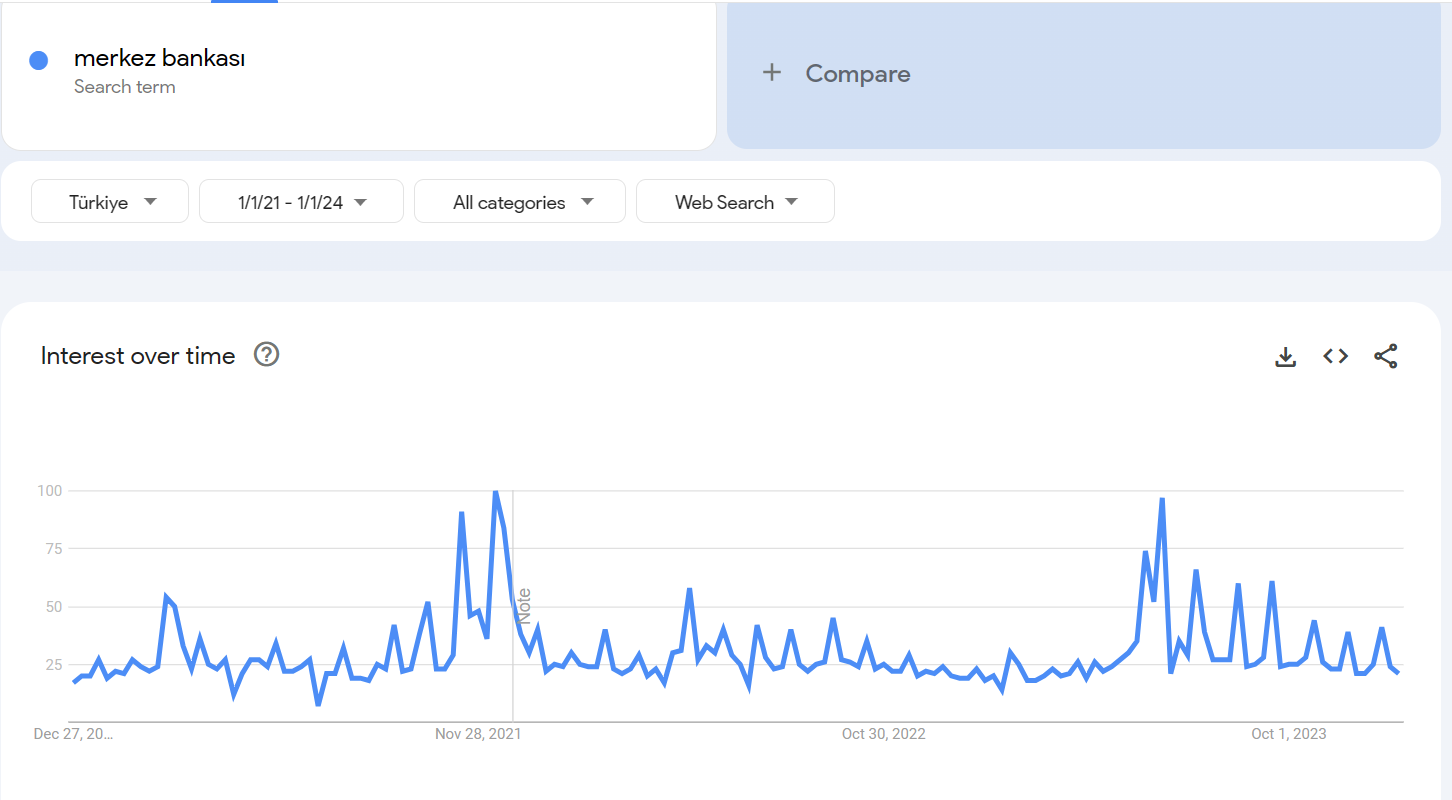 merkez bankası
Search term
+ Compare
Türkiye
1/1/21 - 1/1/24
All categories
Web Search
Interest over time
100
75
50
25
Note
Dec 27, 20...
Nov 28, 2021
Oct 30, 2022
Oct 1, 2023